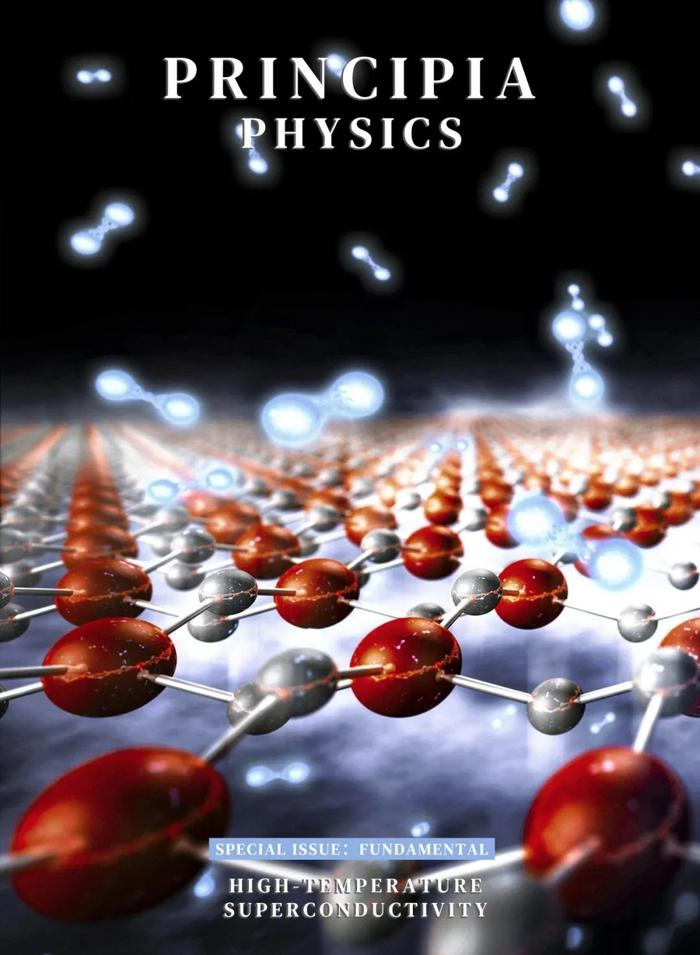 PRINCIPIA
PHYSICS
SPECIAL ISSUE: FUNDAMENTAL
HIGH-TEMPERATURE
SUPERCONDUCTIVITY